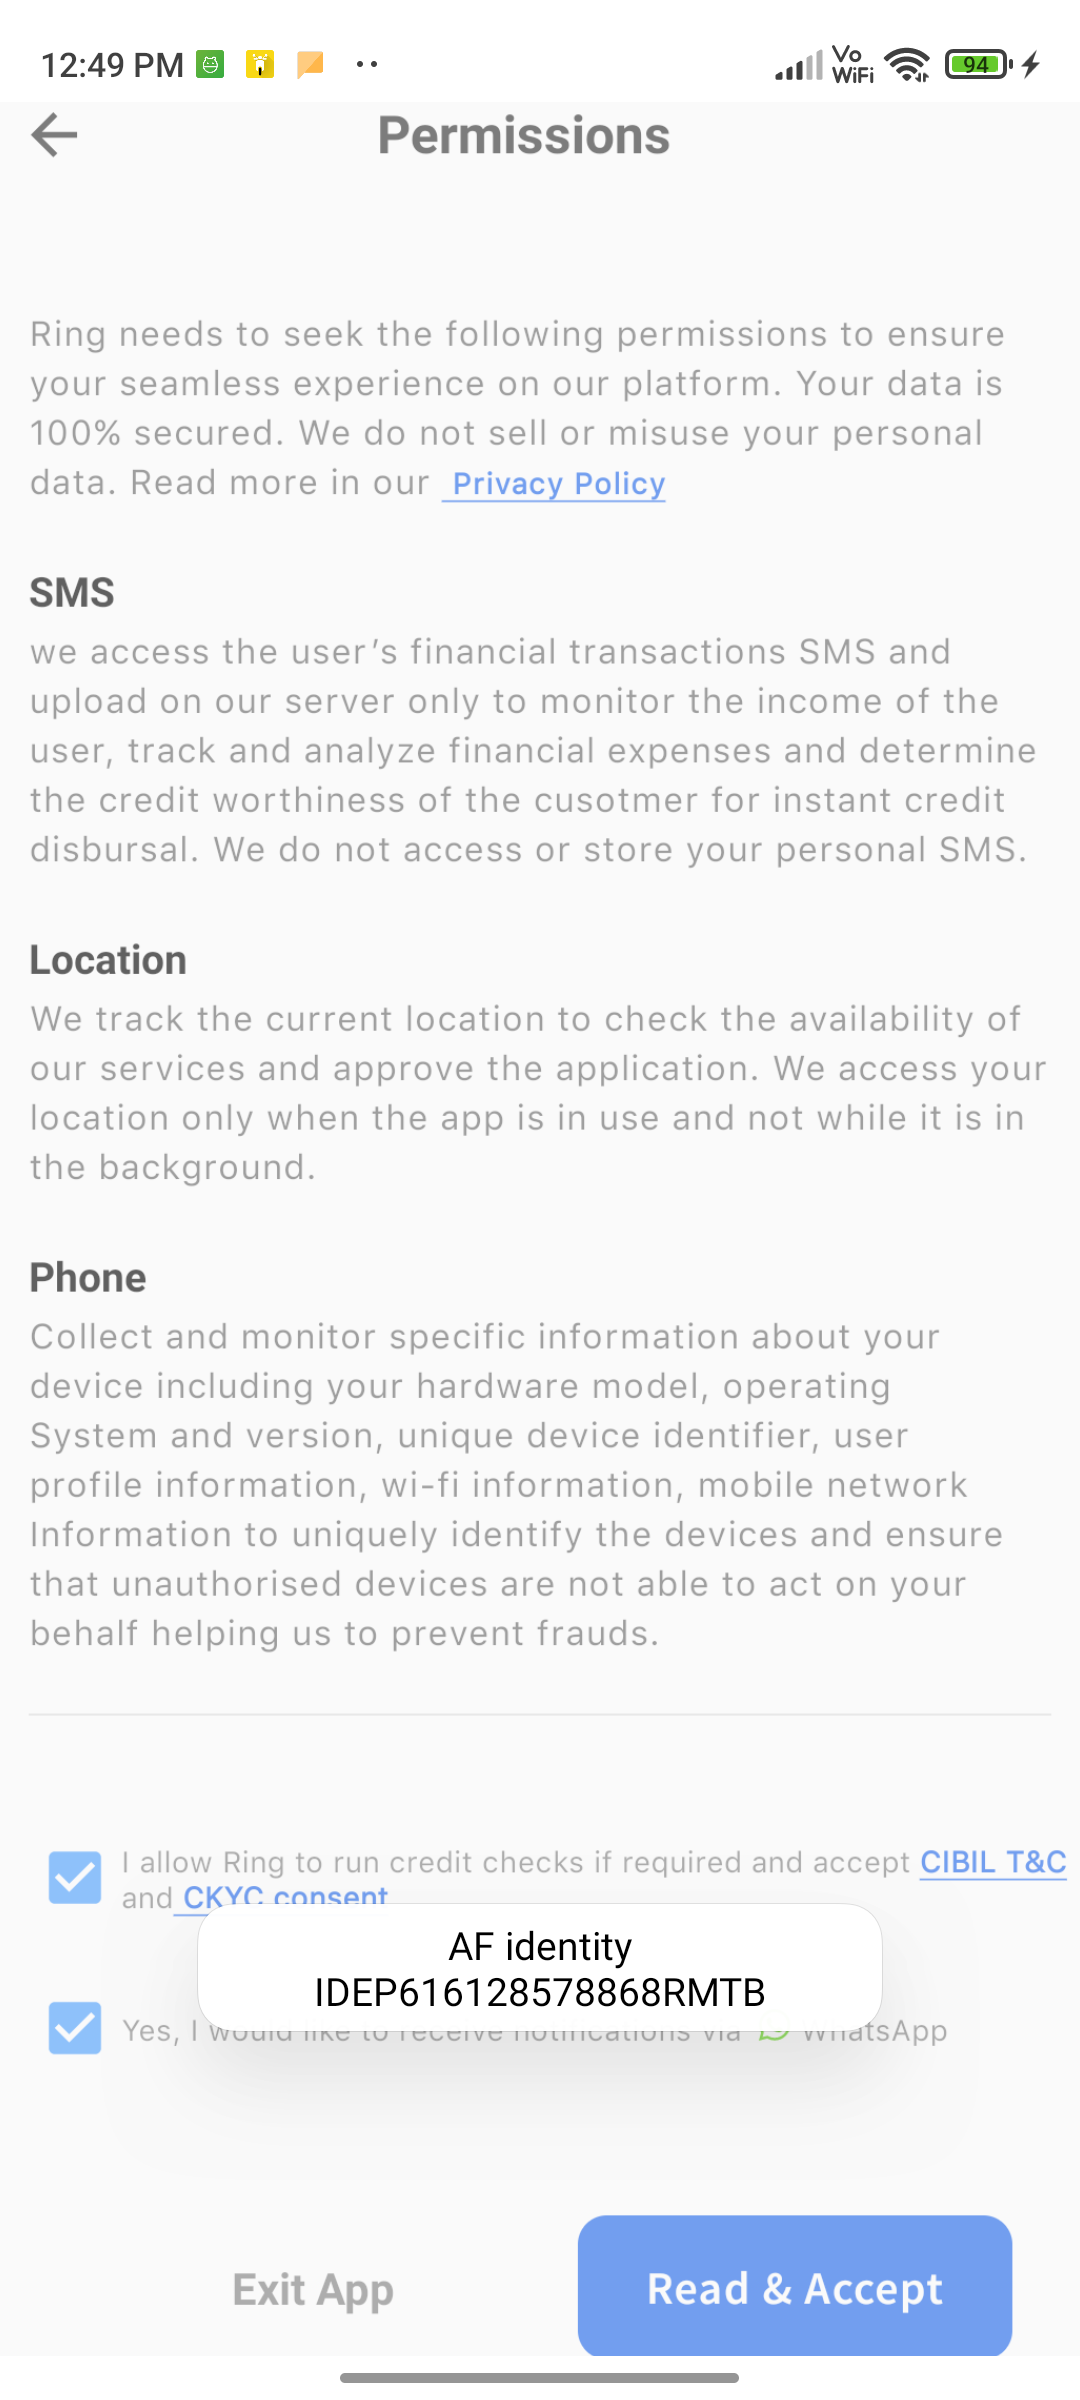 12:49 PM
Vo
WiFi
94
Permissions
Ring needs to seek the following permissions to ensure
your seamless experience on our platform. Your data is
100% secured. We do not sell or misuse your personal
data. Read more in our Privacy Policy
SMS
we access the user’s financial transactions SMS and
upload on our server only to monitor the income of the
user, track and analyze financial expenses and determine
the credit worthiness of the cusotmer for instant credit
disbursal. We do not access or store your personal SMS.
Location
We track the current location to check the availability of
our services and approve the application. We access your
location only when the app is in use and not while it is in
the background.
Phone
Collect and monitor specific information about your
device including your hardware model, operating
System and version, unique device identifier, user
profile information, wi-fi information, mobile network
Information to uniquely identify the devices and ensure
that unauthorised devices are not able to act on your
behalf helping us to prevent frauds.
I allow Ring to run credit checks if required and accept CIBIL T&C
and CKYC consent
AF identity
IDEP616128578868RMTB
Yes, I would like to receive notifications via WhatsApp
Exit App
Read & Accept